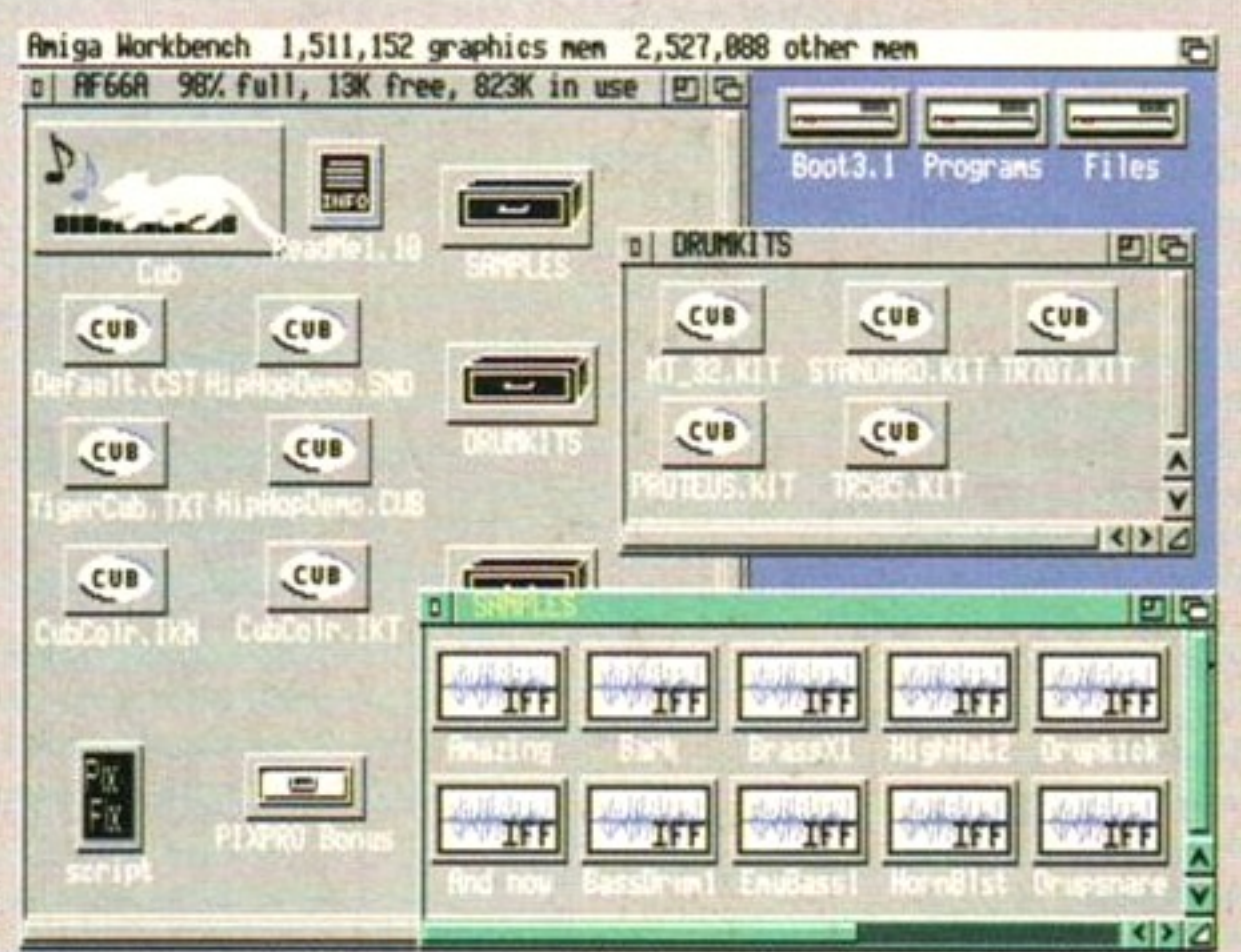 Amiga Workbench 1,511,152 graphics mem 2,527,088 other mem
AF66A 98% full, 13K free, 823K in use
Boot3.1 Programs Files
INFO
Cub
ReadMe1.10
SAMPLES
DRUMKITS
CUB CUB CUB
MT_32.KIT STANDARD.KIT TR707.KIT
CUB CUB
PROTEUS.KIT TR505.KIT
CUB CUB
Default.CST HipHopDemo.SND
DRUMKITS
CUB CUB
TigerCub.TXT HipHopDemo.CUB
CUB CUB
CubColr.IKM CubColr.IKT
SAMPLES
IFF IFF IFF IFF IFF
Amazing Bark BrassX1 HighHat2 Drupkick
IFF IFF IFF IFF IFF
And now BassDrum1 EmuBass1 HornBlst Drupsnare
PIX
FIX
script
PIXPRO Bonus